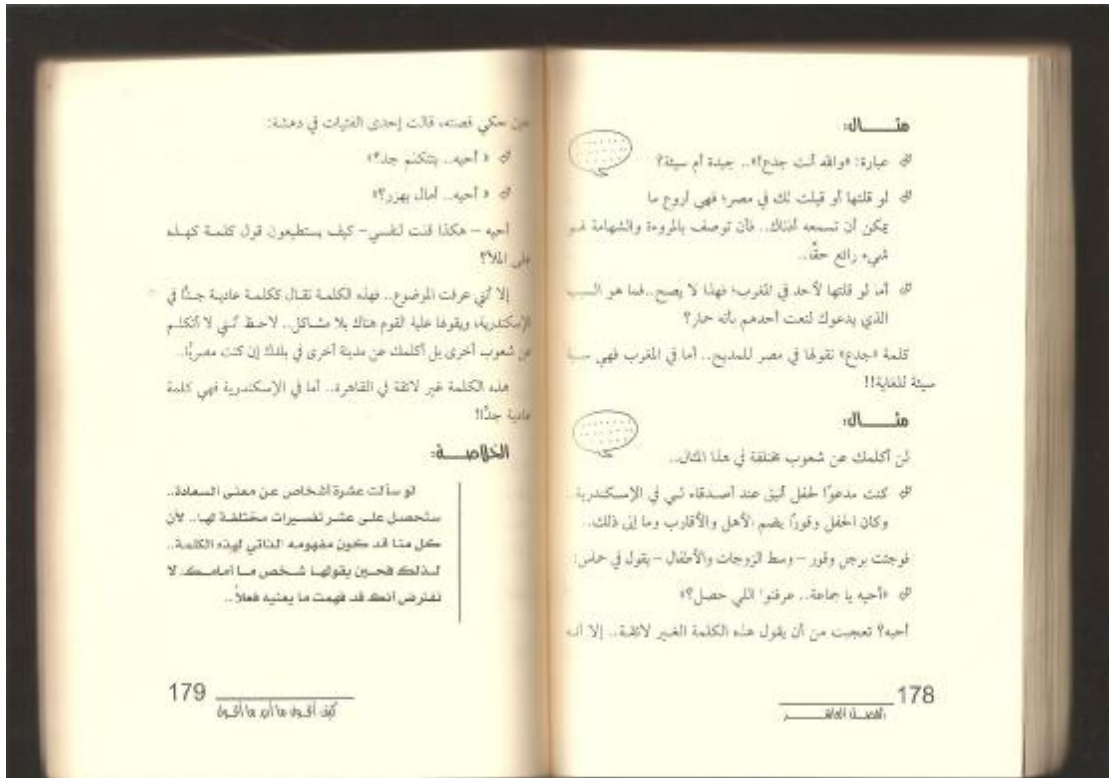 مثـــال:
عبارة: «والله أنت جدع!».. جيدة أم سيئة؟
لو قلتها أو قيلت لك في مصر؛ فهي أروع ما
يمكن أن تسمعه أذناك.. فأن توصف بالمروءة والشهامة لهو
شيء رائع حقًّا..
أما لو قلتها لأحد في المغرب؛ فهذا لا يصح..فما هو السبب
الذي يدعوك لنعت أحدهم بأنه حمار؟
كلمة «جدع» نقولها في مصر للمديح.. أما في المغرب فهي سبة
سيئة للغاية!!
مثـــال:
لن أكلمك عن شعوب مختلفة في هذا المثال..
كنت مدعوًا لحفل أنيق عند أصدقاء لي في الإسكندرية..
وكان الحفل وقورًا يضم الأهل والأقارب وما إلى ذلك..
فوجئت برجل وقور – وسط الزوجات والأطفال – يقول في حماس:
«أحيه يا جماعة.. عرفتوا اللي حصل؟»
أحيه؟ تعجبت من أن يقول هذه الكلمة الغير لائقة.. إلا أنه
178
الفصل العاشر
حين حكي قصته، قالت إحدى الفتيات في دهشة:
« أحيه.. بتتكلم جد؟»
« أحيه.. أمال بهزر؟»
أحيه – هكذا قلت لنفسي– كيف يستطيعون قول كلمة كهذه
على الملأ؟
إلا أني عرفت الموضوع.. فهذه الكلمة تقال ككلمة عادية جدًّا في
الإسكندرية، ويقولها علية القوم هناك بلا مشاكل.. لاحظ أنني لا أتكلم
عن شعوب أخرى بل أكلمك عن مدينة أخرى في بلدك إن كنت مصريًّا..
هذه الكلمة غير لائقة في القاهرة.. أما في الإسكندرية فهي كلمة
عادية جدًّا!
الخلاصـــة:
لو سألت عشرة أشخاص عن معنى السعادة..
ستحصل على عشر تفسيرات مختلفة لها.. لأن
كل منا قد كون مفهومه الذاتي لهذه الكلمة..
لذلك فحين يقولها شخص ما أمامك، لا
تفترض أنك قد فهمت ما يعنيه فعلاً..
179
كيف أقول ما أريد بما أقول